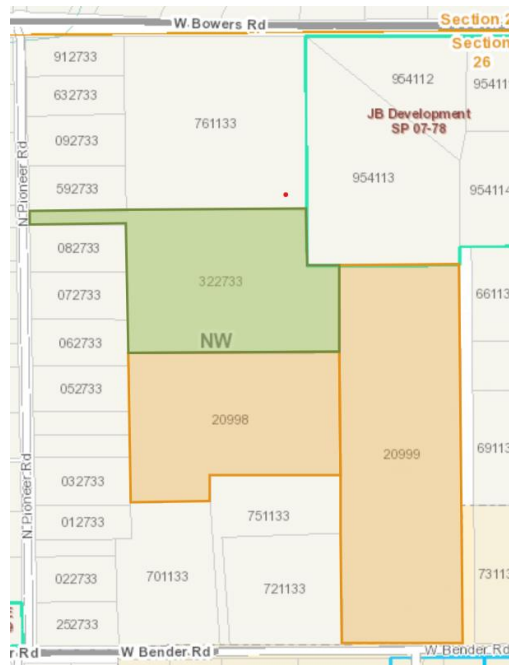 W Bowers Rd
Section 2
Section
26
912733
954112
95411
632733
JB Development
SP 07-78
761133
092733
N Pioneer Rd
954113
592733
954114
082733
322733
072733
66113
062733
NW
052733
20998
20999
69113
032733
N Pioneer Rd
012733
751133
701133
721133
73113
022733
252733
r Rd
W Bender Rd
W Bender Rd